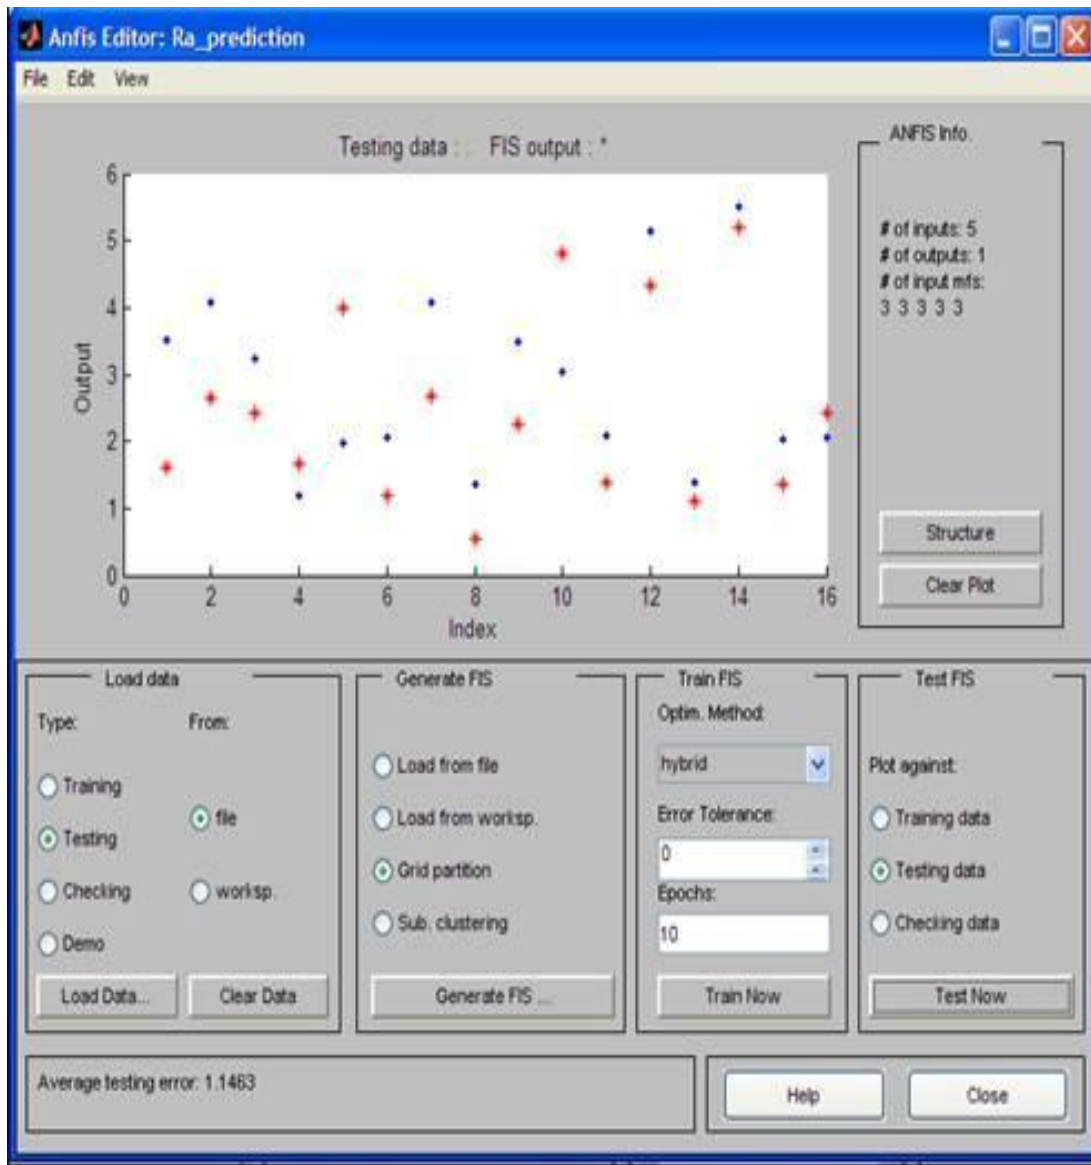 Anfis Editor: Ra_prediction
File Edit View
Testing data : . FIS output : *
6
5
4
3
2
1
0
Output
0 2 4 6 8 10 12 14 16
Index
ANFIS Info.
# of inputs: 5
# of outputs: 1
# of input mfs:
3 3 3 3 3
Structure
Clear Plot
Load data
Type:
From:
Training
Testing
Checking
Demo
file
worksp.
Load Data...
Clear Data
Generate FIS
Load from file
Load from worksp.
Grid partition
Sub. clustering
Generate FIS ...
Train FIS
Optim. Method:
hybrid
Error Tolerance:
0
Epochs:
10
Train Now
Test FIS
Plot against:
Training data
Testing data
Checking data
Test Now
Average testing error: 1.1463
Help
Close